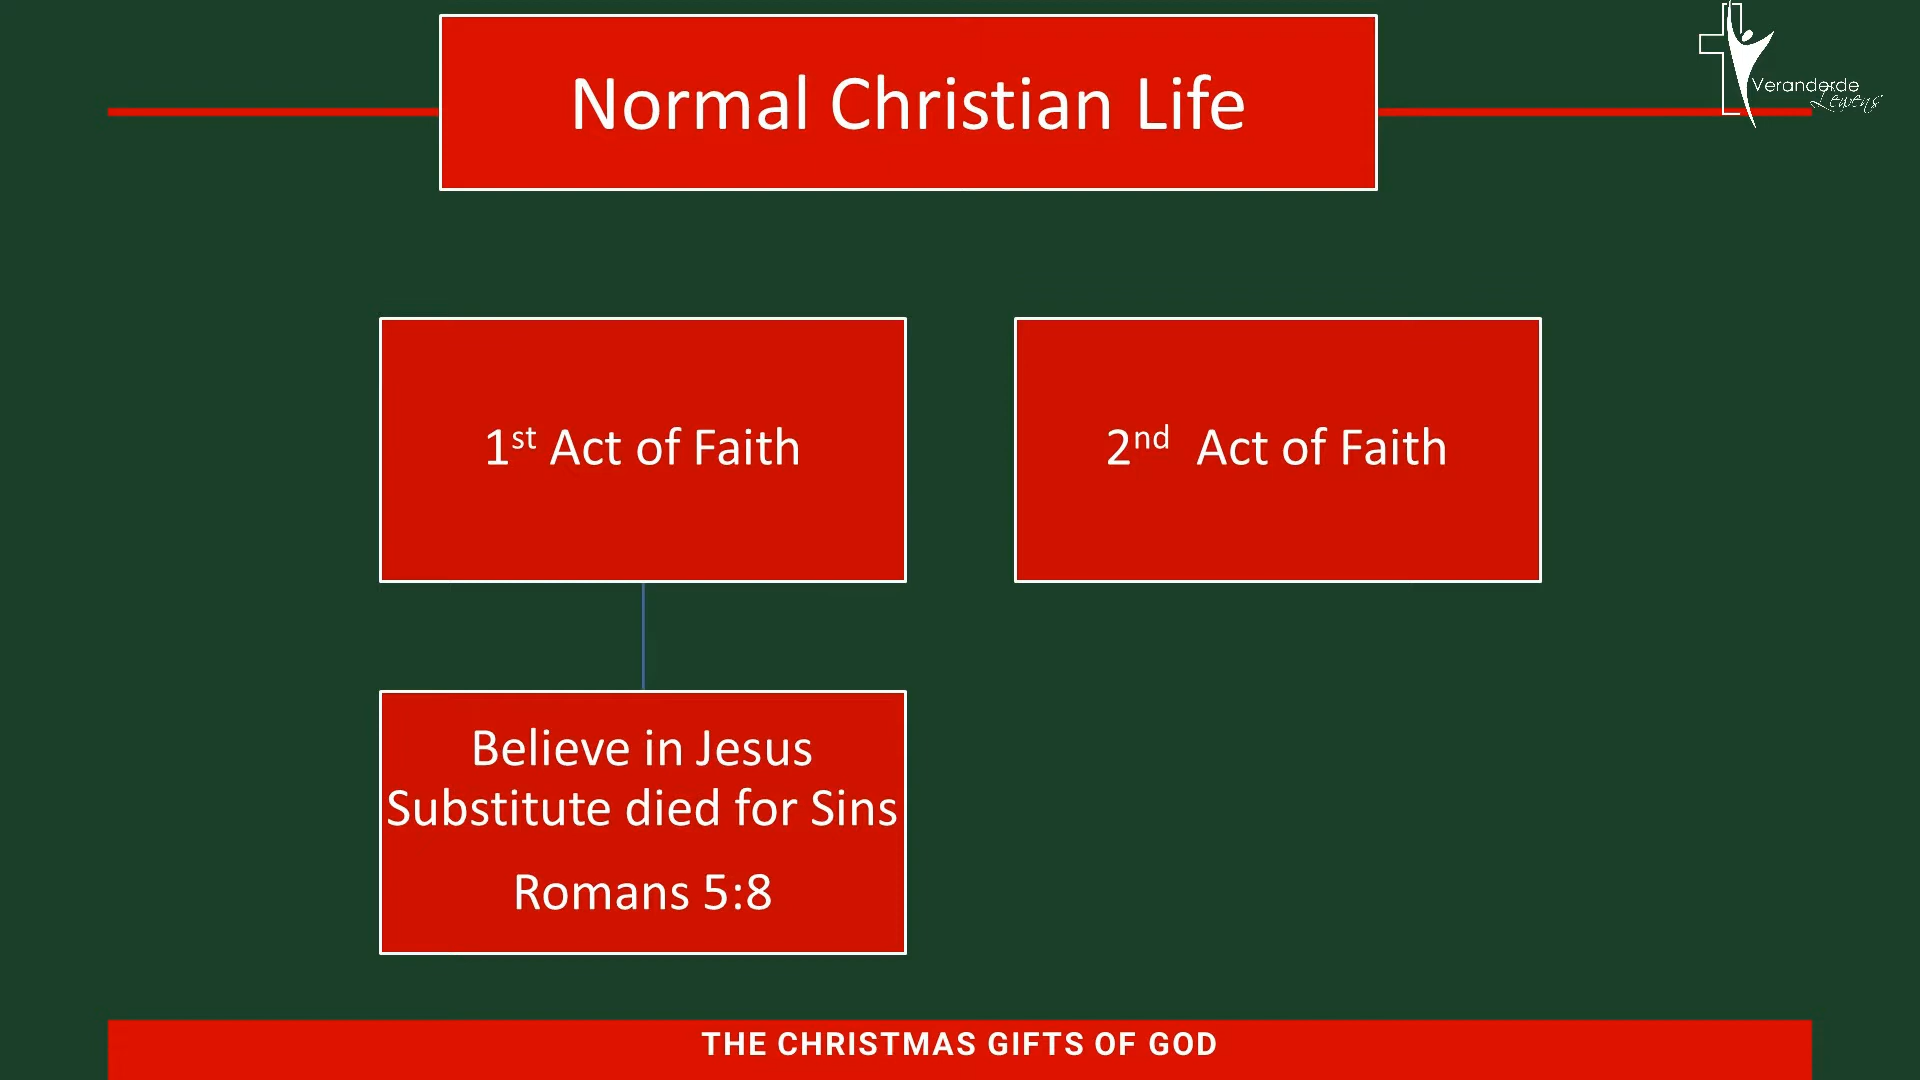 Normal Christian Life
Veranderde
Lewens
1st Act of Faith
2nd Act of Faith
Believe in Jesus
Substitute died for Sins
Romans 5:8
THE CHRISTMAS GIFTS OF GOD